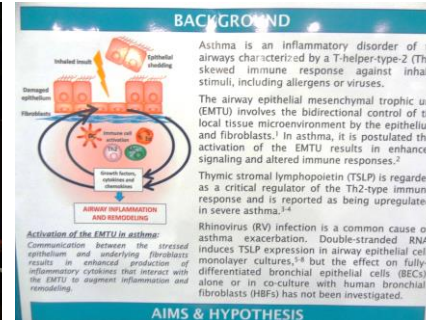 BACKGROUND
Inhaled insult
Epithelial
shedding
Damaged
epithelium
Fibroblasts
Immune cell
activation
Th2
Growth factors,
cytokines and
chemokines
AIRWAY INFLAMMATION
AND REMODELING
Activation of the EMTU in asthma:
Communication between the stressed
epithelium and underlying fibroblasts
results in enhanced production of
inflammatory cytokines that interact with
the EMTU to augment inflammation and
remodeling.
Asthma is an inflammatory disorder of
airways characterized by a T-helper-type-2 (Th
skewed immune response against inhal
stimuli, including allergens or viruses.
The airway epithelial mesenchymal trophic u
(EMTU) involves the bidirectional control of t
local tissue microenvironment by the epitheliu
and fibroblasts.¹ In asthma, it is postulated th
activation of the EMTU results in enhance
signaling and altered immune responses.²
Thymic stromal lymphopoietin (TSLP) is regarde
as a critical regulator of the Th2-type immun
response and is reported as being upregulate
in severe asthma.³⁻⁴
Rhinovirus (RV) infection is a common cause o
asthma exacerbation. Double-stranded RNA
induces TSLP expression in airway epithelial cel
monolayer cultures,⁵⁻⁸ but the effect on fully-
differentiated bronchial epithelial cells (BECs)
alone or in co-culture with human bronchial
fibroblasts (HBFs) has not been investigated.
AIMS & HYPOTHESIS